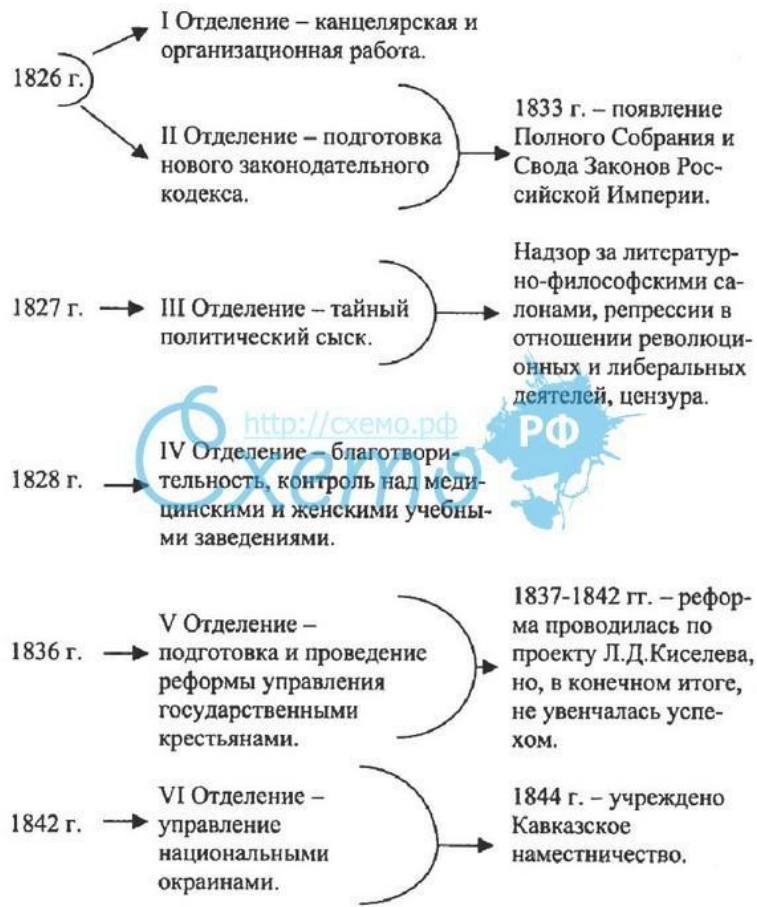 1826 г.
I Отделение – канцелярская и
организационная работа.
II Отделение – подготовка
нового законодательного
кодекса.
1833 г. – появление
Полного Собрания и
Свода Законов Рос-
сийской Империи.
1827 г.
III Отделение – тайный
политический сыск.
Надзор за литератур-
но-философскими са-
лонами, репрессии в
отношении революци-
онных и либеральных
деятелей, цензура.
http://схемо.рф
Схемо
РФ
1828 г.
IV Отделение – благотвори-
тельность, контроль над меди-
цинскими и женскими учебны-
ми заведениями.
1836 г.
V Отделение –
подготовка и проведение
реформы управления
государственными
крестьянами.
1837-1842 гг. – рефор-
ма проводилась по
проекту Л.Д.Киселева,
но, в конечном итоге,
не увенчалась успе-
хом.
1842 г.
VI Отделение –
управление
национальными
окраинами.
1844 г. – учреждено
Кавказское
наместничество.